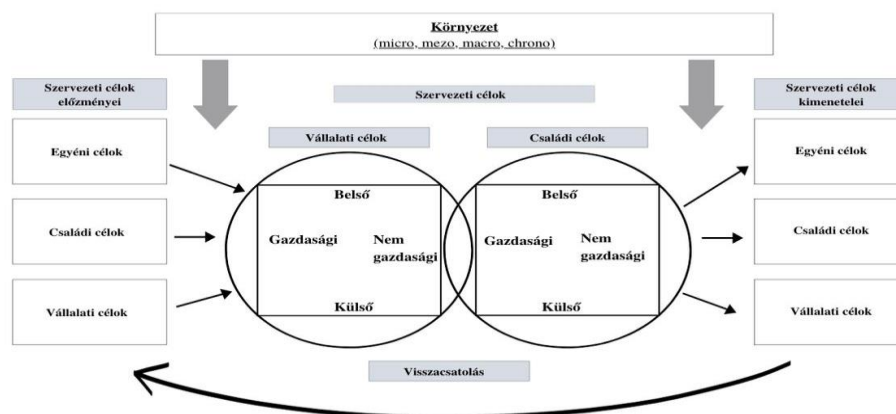 Környezet
(micro, mezo, macro, chrono)
Szervezeti célok
előzményei
Szervezeti célok
Szervezeti célok
kimenetelei
Vállalati célok
Családi célok
Egyéni célok
Családi célok
Vállalati célok
Belső
Gazdasági
Nem
gazdasági
Külső
Belső
Gazdasági
Nem
gazdasági
Külső
Egyéni célok
Családi célok
Vállalati célok
Visszacsatolás